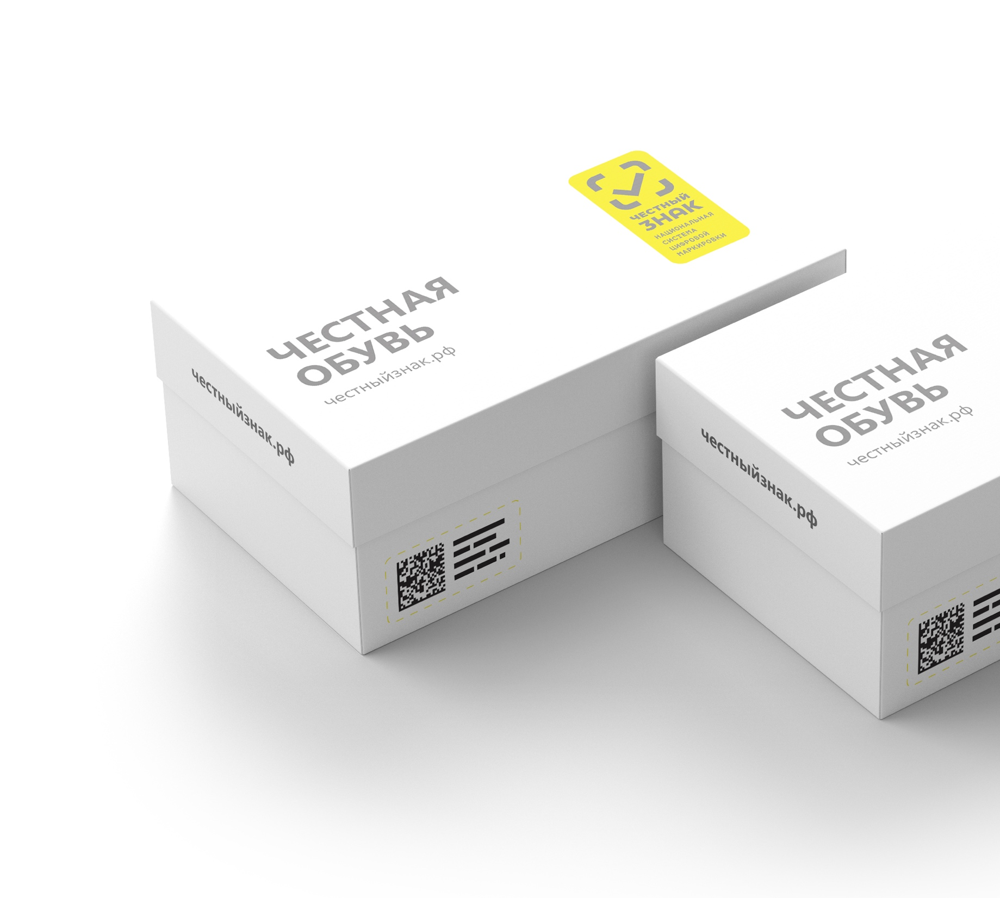 ЧЕСТНЫЙ
ЗНАК
НАЦИОНАЛЬНАЯ
СИСТЕМА
ЦИФРОВОЙ
МАРКИРОВКИ
ЧЕСТНАЯ
ОБУВЬ
честныйзнак.рф
честныйзнак.рф
ЧЕСТНАЯ
ОБУВЬ
честныйзнак.рф
честныйзнак.рф